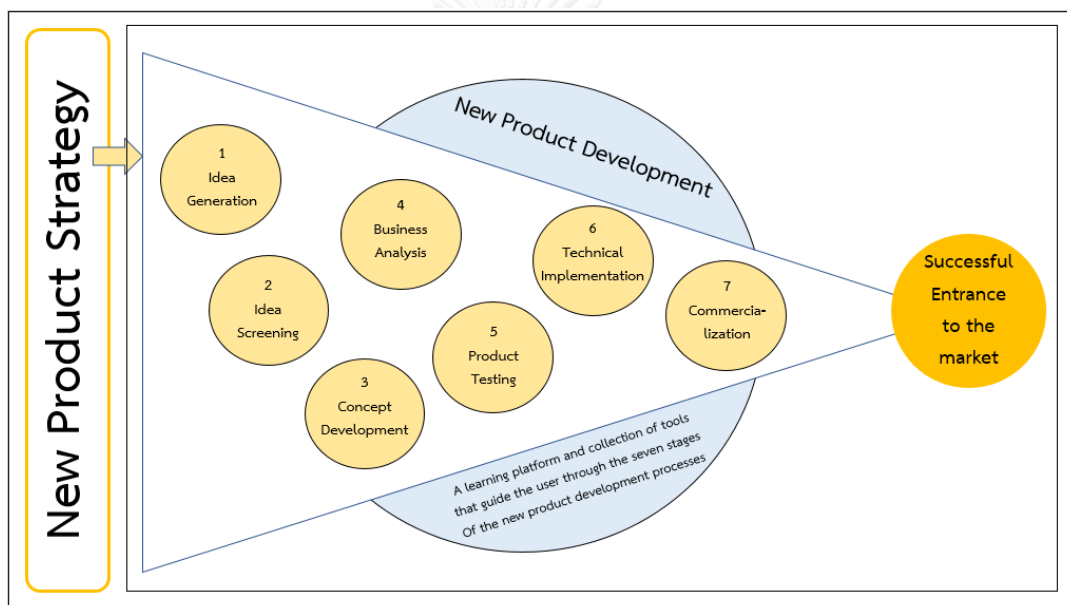 New Product Strategy
New Product Development
1
Idea
Generation
2
Idea
Screening
3
Concept
Development
4
Business
Analysis
5
Product
Testing
6
Technical
Implementation
7
Commercia-
lization
Successful
Entrance
to the
market
A learning platform and collection of tools
that guide the user through the seven stages
Of the new product development processes